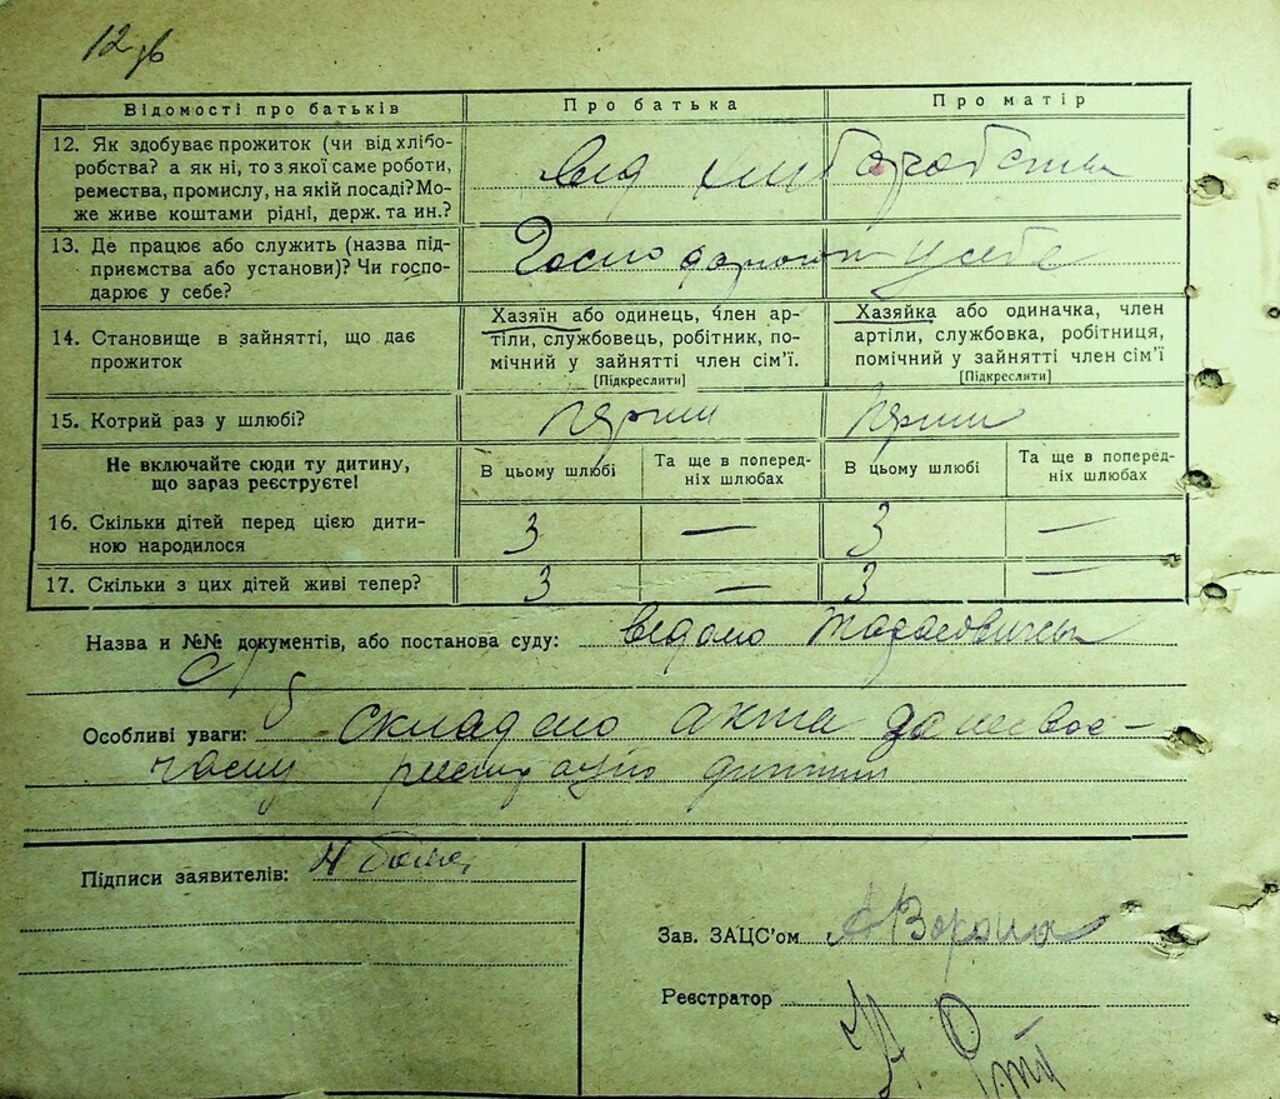 12 зв
Відомості про батьків
Про батька
Про матір
12. Як здобуває прожиток (чи від хлібо-
робства? а як ні, то з якої саме роботи,
ремества, промислу, на якій посаді? Мо-
же живе коштами рідні, держ. та ин.?
від хліборобства
13. Де працює або служить (назва під-
приємства або установи)? Чи госпо-
дарює у себе?
у себе
14. Становище в зайнятті, що дає
прожиток
Хазяїн або одинець, член ар-
тіли, службовець, робітник, по-
мічний у зайнятті член сім'ї.
[Підкреслити]
Хазяйка або одиначка, член
артіли, службовка, робітниця,
помічний у зайнятті член сім'ї
[Підкреслити]
15. Котрий раз у шлюбі?
перший
перший
Не включайте сюди ту дитину,
що зараз реєструєте!
В цьому шлюбі
Та ще в поперед-
ніх шлюбах
В цьому шлюбі
Та ще в поперед-
ніх шлюбах
16. Скільки дітей перед цією дити-
ною народилося
3 — 3 —
17. Скільки з цих дітей живі тепер?
3 — 3 —
Назва и №№ документів, або постанова суду:
с/р
Особливі уваги: складено акта
дитини
Підписи заявителів:
Зав. ЗАЦС'ом А Ворона
Реєстратор